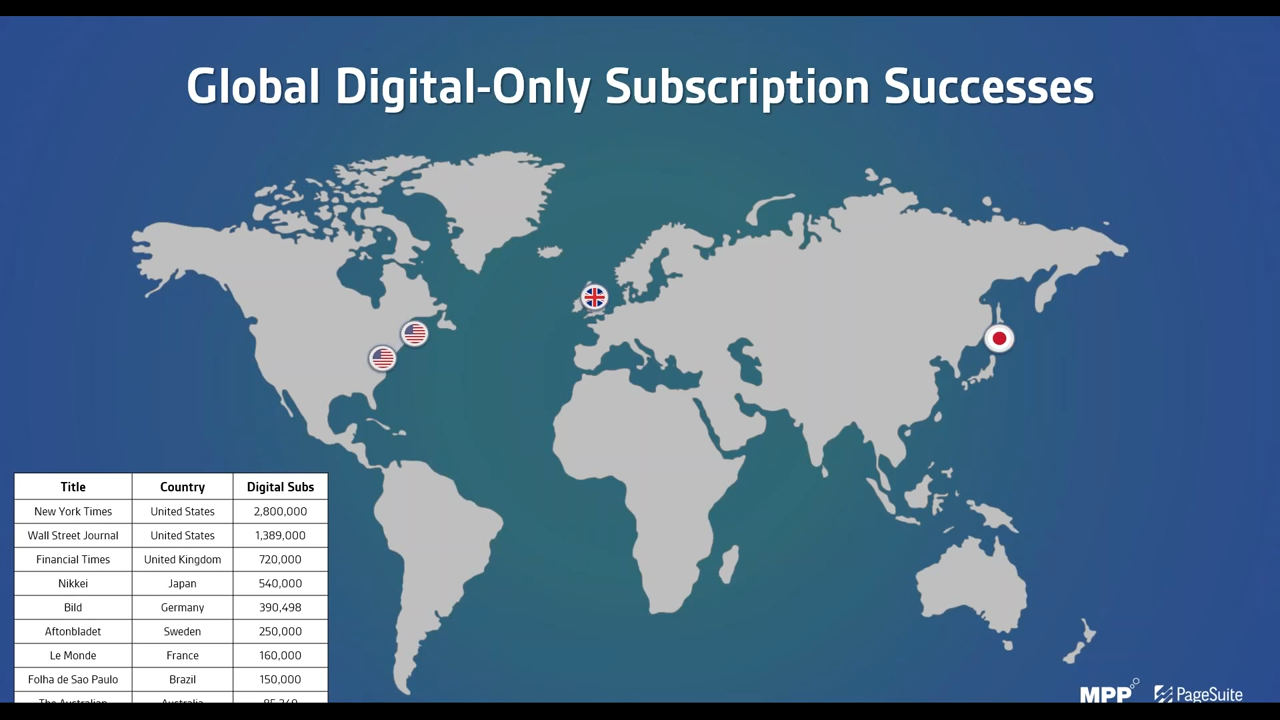 Global Digital-Only Subscription Successes
Title Country Digital Subs
New York Times United States 2,800,000
Wall Street Journal United States 1,389,000
Financial Times United Kingdom 720,000
Nikkei Japan 540,000
Bild Germany 390,498
Aftonbladet Sweden 250,000
Le Monde France 160,000
Folha de Sao Paulo Brazil 150,000
The Australian Australia
MPP PageSuite